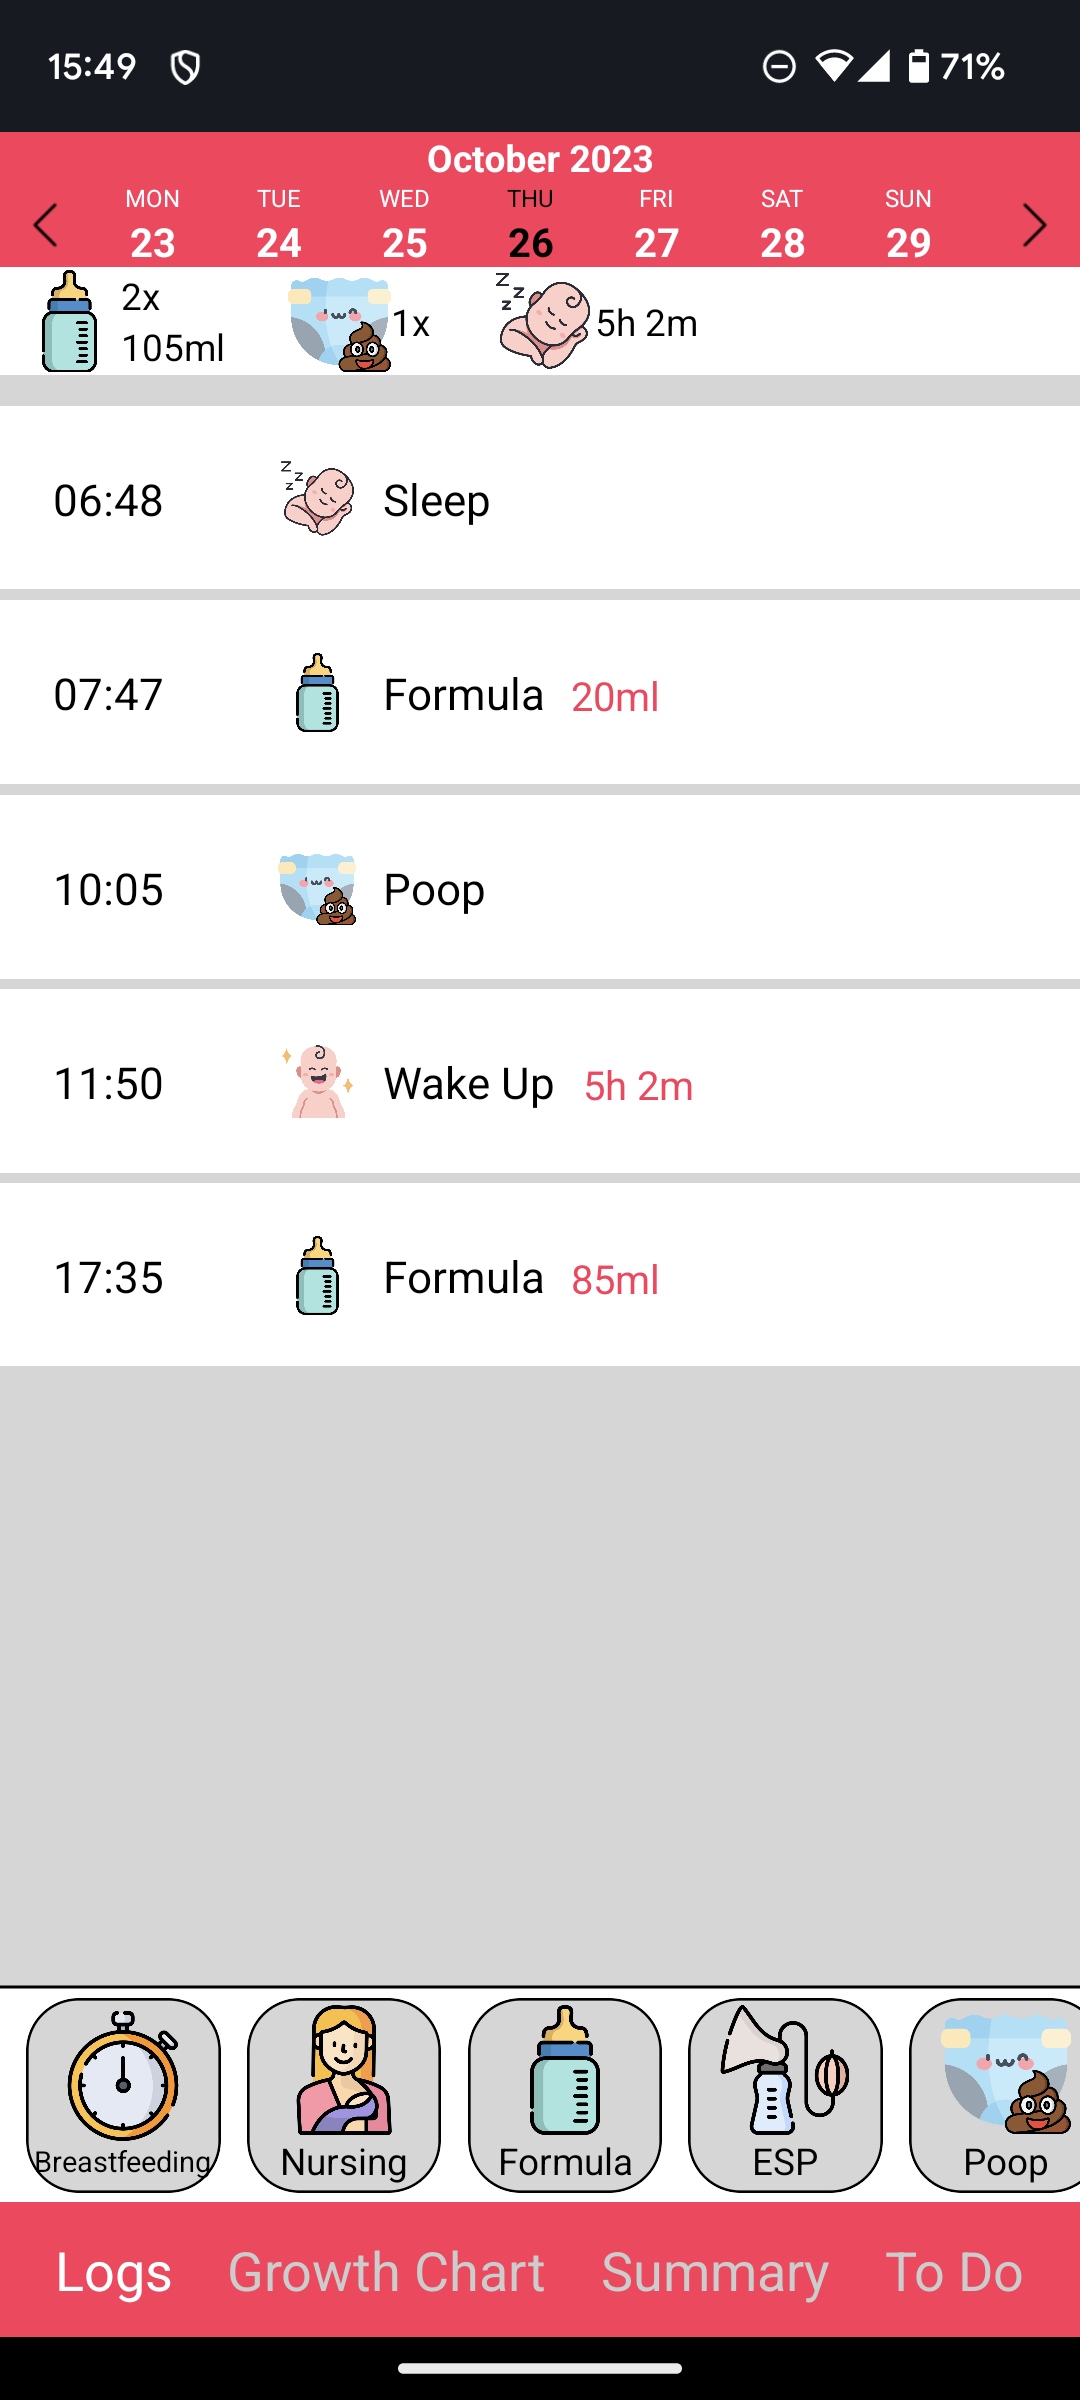 15:49 71%
October 2023
MON TUE WED THU FRI SAT SUN
23 24 25 26 27 28 29
2x
105ml
1x
5h 2m
06:48 Sleep
07:47 Formula 20ml
10:05 Poop
11:50 Wake Up 5h 2m
17:35 Formula 85ml
Breastfeeding Nursing Formula ESP Poop
Logs Growth Chart Summary To Do